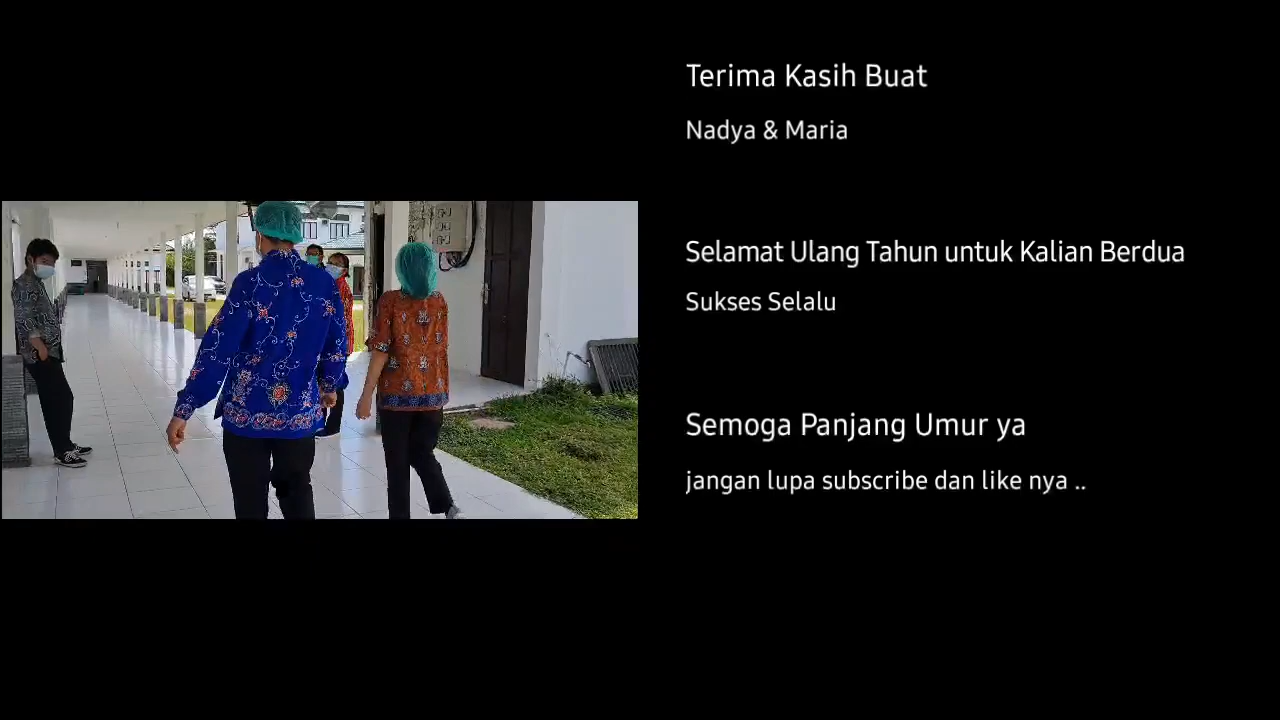 Terima Kasih Buat
Nadya & Maria
Selamat Ulang Tahun untuk Kalian Berdua
Sukses Selalu
Semoga Panjang Umur ya
jangan lupa subscribe dan like nya ..